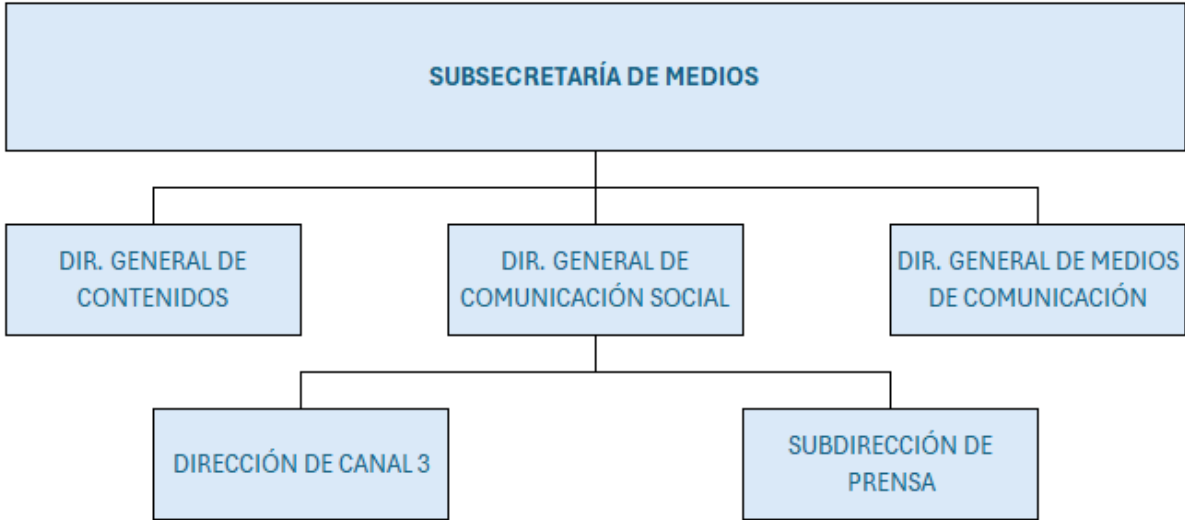 SUBSECRETARÍA DE MEDIOS
DIR. GENERAL DE
CONTENIDOS
DIR. GENERAL DE
COMUNICACIÓN SOCIAL
DIR. GENERAL DE MEDIOS
DE COMUNICACIÓN
DIRECCIÓN DE CANAL 3
SUBDIRECCIÓN DE
PRENSA